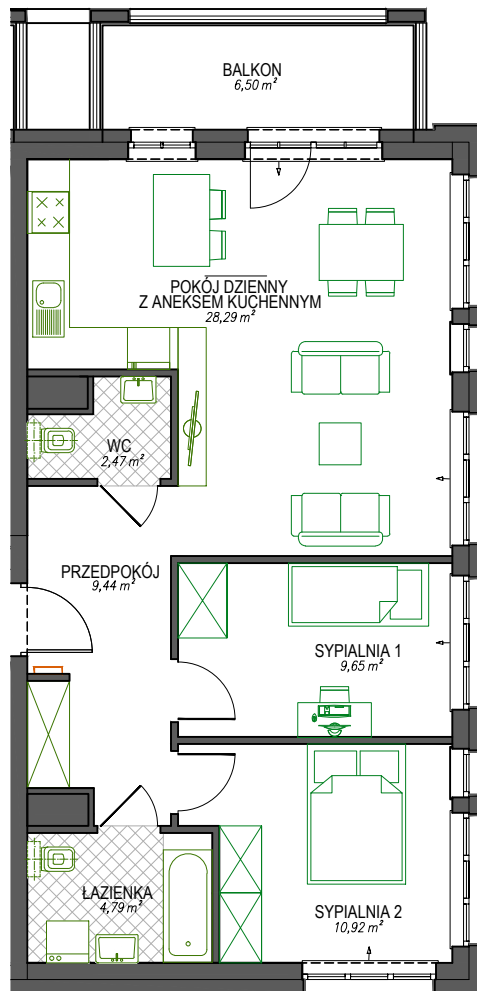 BALKON
6,50 m²
POKÓJ DZIENNY
Z ANEKSEM KUCHENNYM
28,29 m²
WC
2,47 m²
PRZEDPOKÓJ
9,44 m²
SYPIALNIA 1
9,65 m²
ŁAZIENKA
4,79 m²
SYPIALNIA 2
10,92 m²